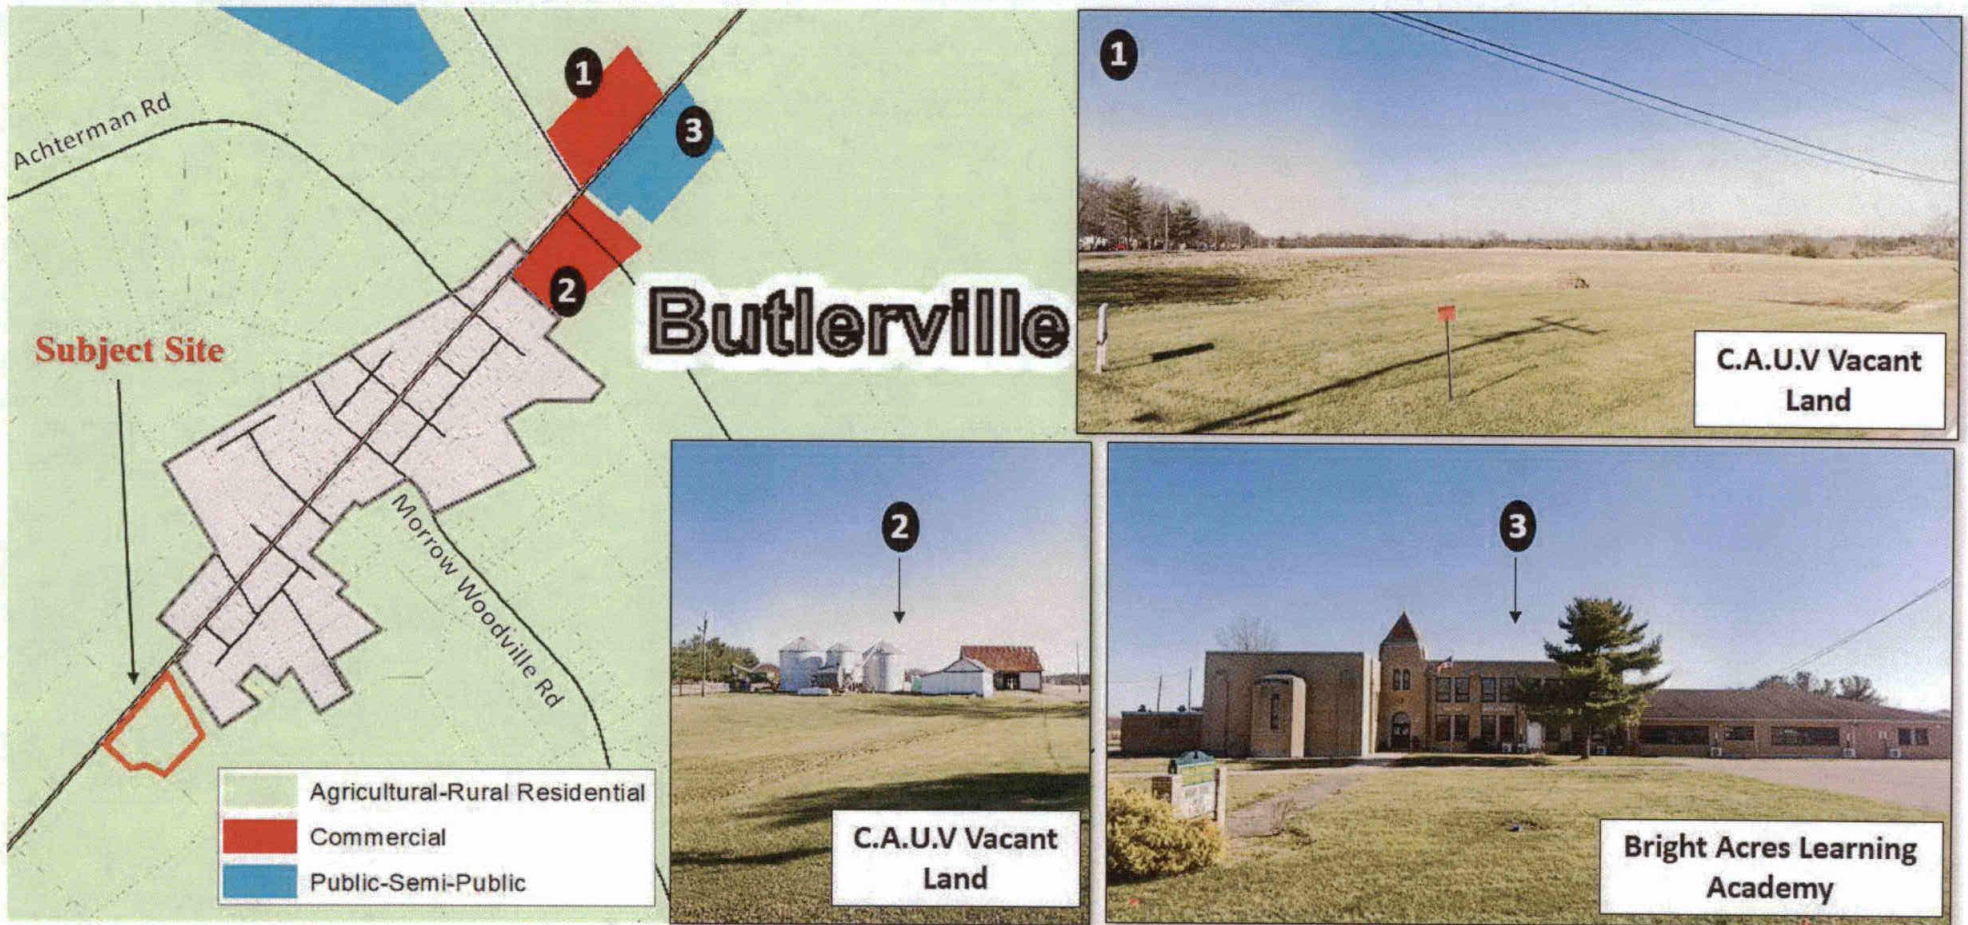 Achterman Rd
1
3
2
Butlerville
Subject Site
Morrow Woodville Rd
Agricultural-Rural Residential
Commercial
Public-Semi-Public
1
C.A.U.V Vacant
Land
2
C.A.U.V Vacant
Land
3
Bright Acres Learning
Academy